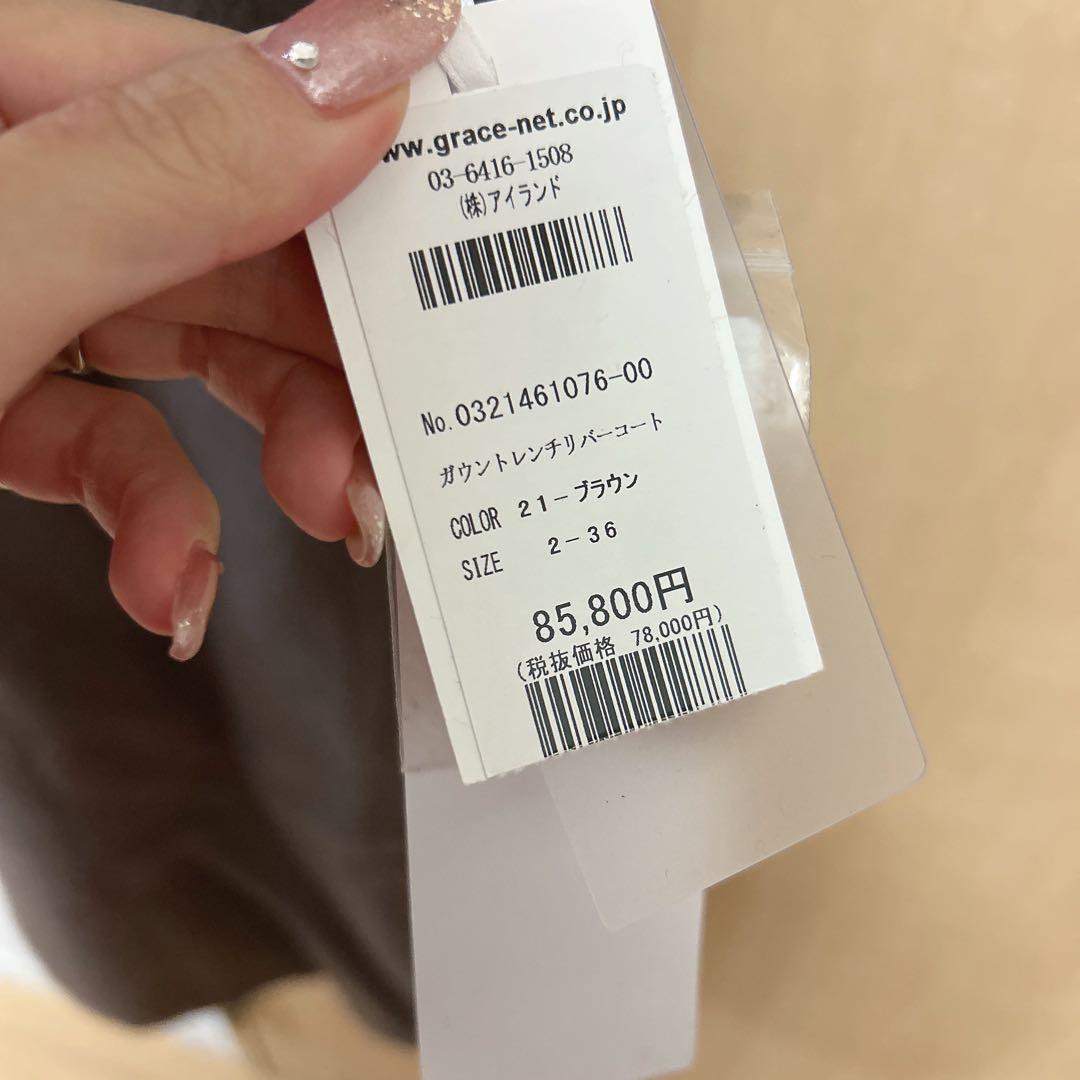 ww.grace-net.co.jp
03-6416-1508
(株)アイランド
No.0321461076-00
ガウントレンチリバーコート
COLOR 21-ブラウン
SIZE 2-36
85,800円
(税抜価格 78,000円)